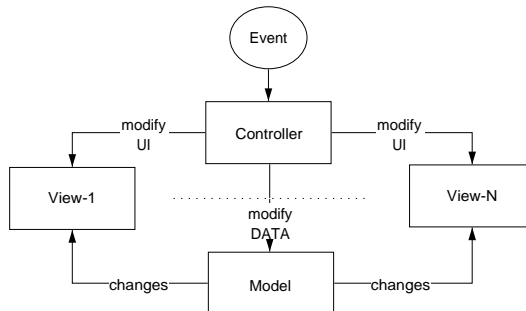 Event
Controller
modify
UI
modify
UI
View-1
View-N
modify
DATA
Model
changes
changes